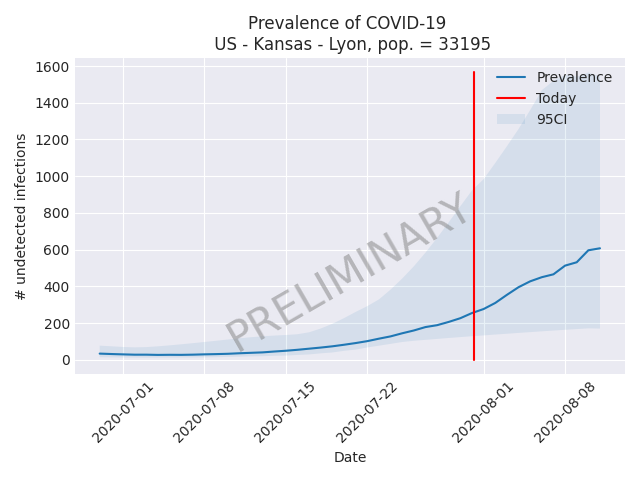 Prevalence of COVID-19
US - Kansas - Lyon, pop. = 33195
# undetected infections
1600
1400
1200
1000
800
600
400
200
0
Prevalence
Today
95CI
PRELIMINARY
2020-07-01
2020-07-08
2020-07-15
2020-07-22
2020-08-01
2020-08-08
Date